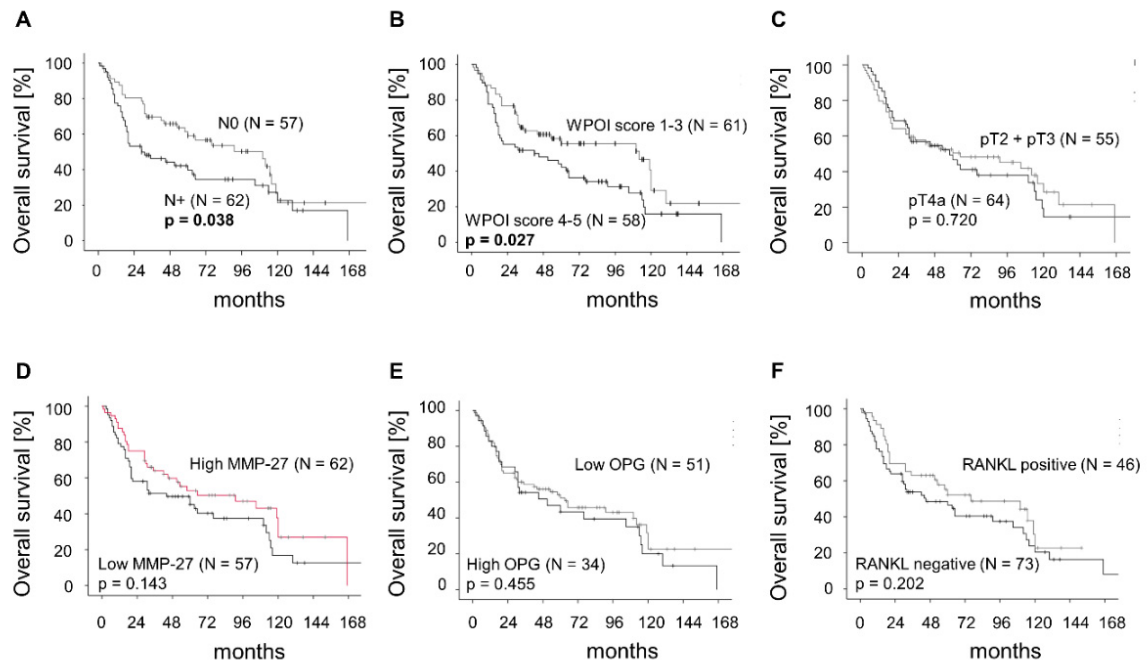 A
Overall survival [%]
100
80
60
40
20
0
N0 (N = 57)
N+ (N = 62)
p = 0.038
0 24 48 72 96 120 144 168
months
B
Overall survival [%]
100
80
60
40
20
0
WPOI score 1-3 (N = 61)
WPOI score 4-5 (N = 58)
p = 0.027
0 24 48 72 96 120 144 168
months
C
Overall survival [%]
100
80
60
40
20
0
pT2 + pT3 (N = 55)
pT4a (N = 64)
p = 0.720
0 24 48 72 96 120 144 168
months
D
Overall survival [%]
100
80
60
40
20
0
High MMP-27 (N = 62)
Low MMP-27 (N = 57)
p = 0.143
0 24 48 72 96 120 144 168
months
E
Overall survival [%]
100
80
60
40
20
0
Low OPG (N = 51)
High OPG (N = 34)
p = 0.455
0 24 48 72 96 120 144 168
months
F
Overall survival [%]
100
80
60
40
20
0
RANKL positive (N = 46)
RANKL negative (N = 73)
p = 0.202
0 24 48 72 96 120 144 168
months